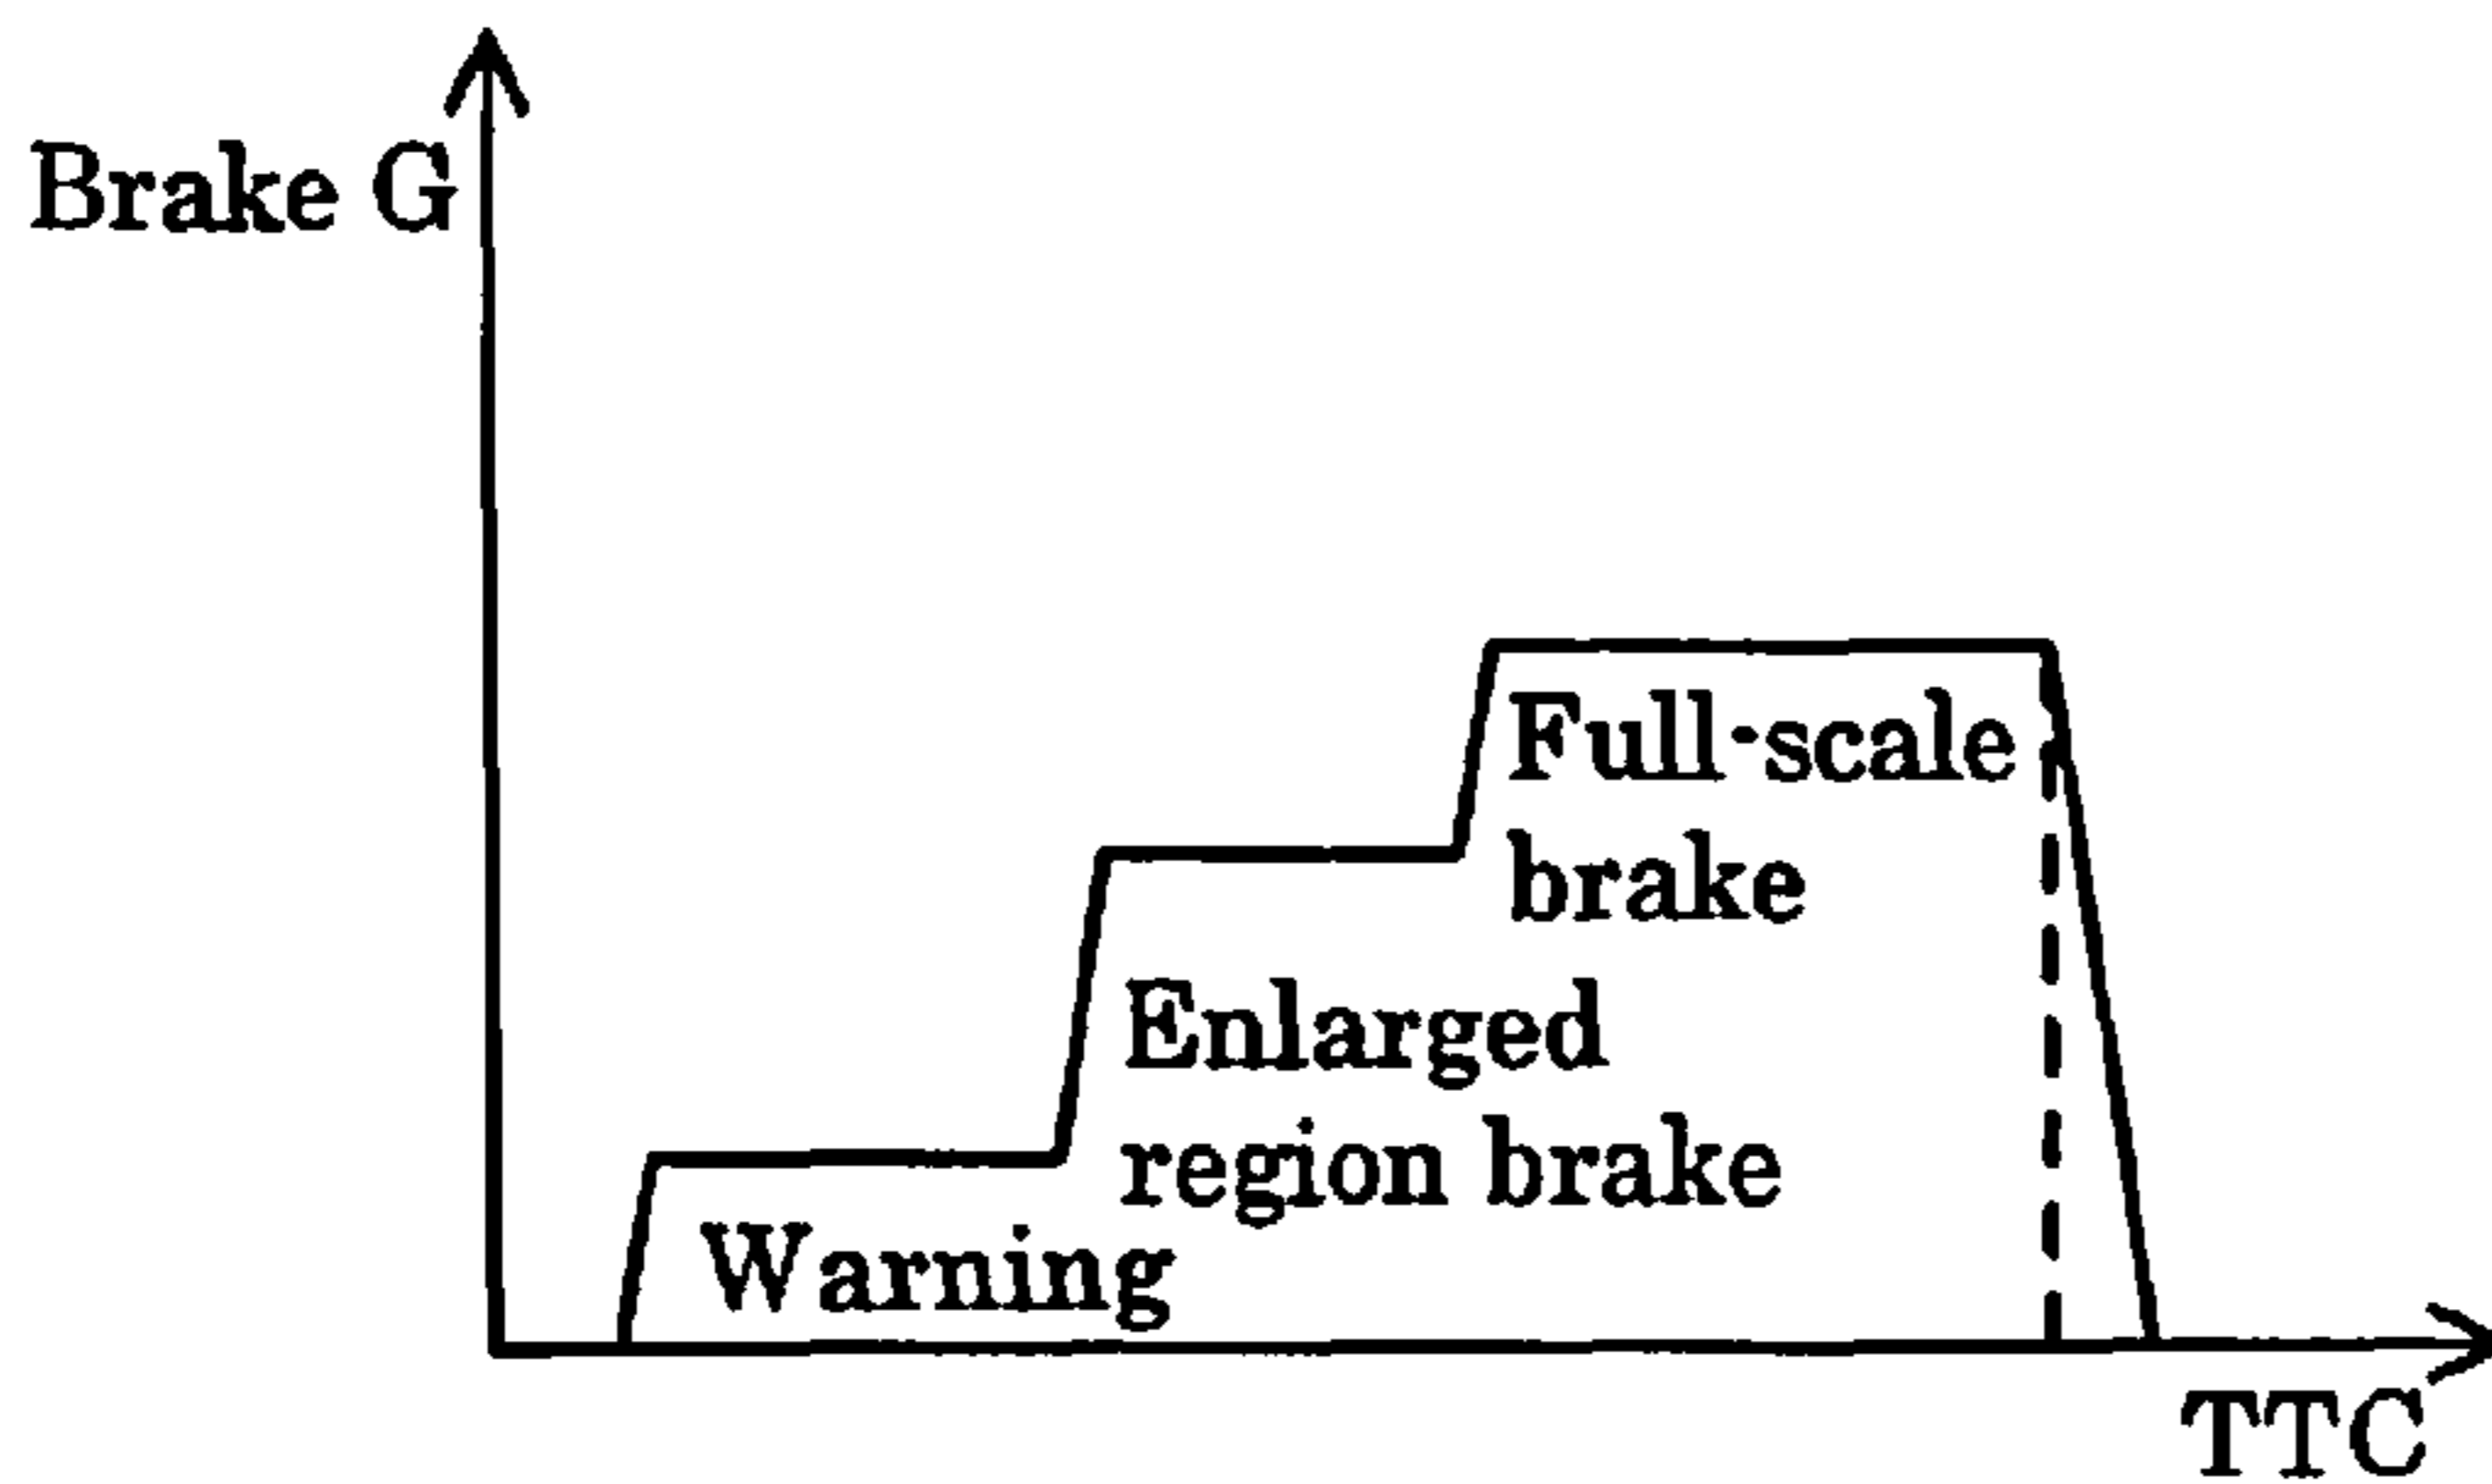 Brake G
Full-scale
brake
Enlarged
region brake
Warning
TTC